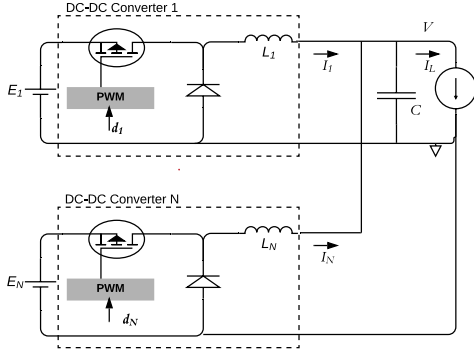 DC-DC Converter 1
V
L1
I1
IL
E1
PWM
C
d1
DC-DC Converter N
LN
IN
EN
PWM
dN